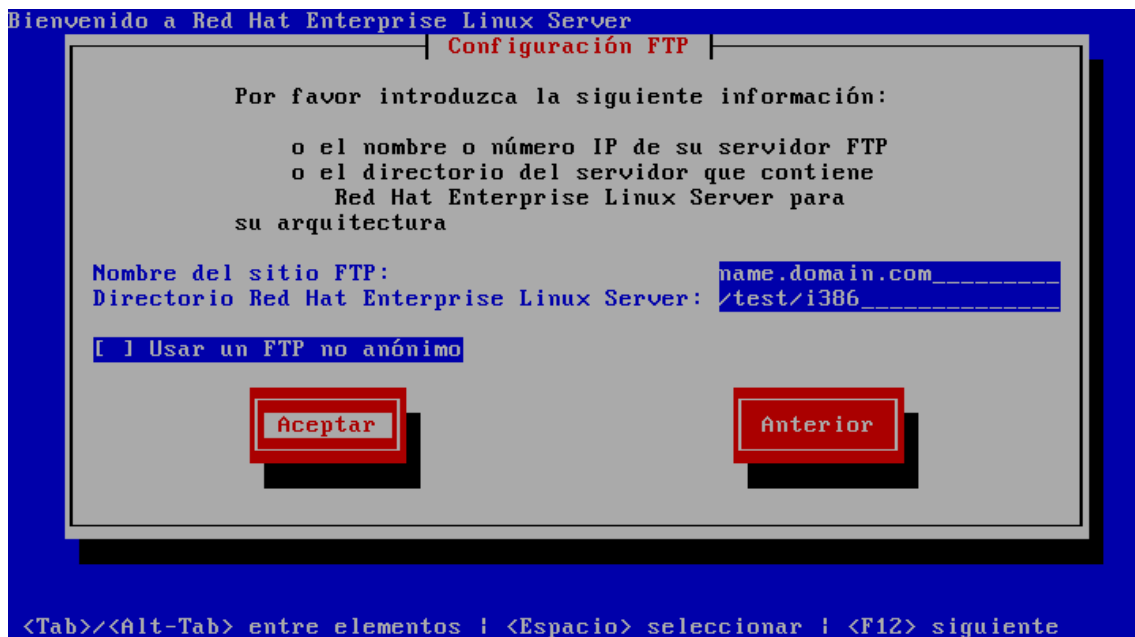 Bienvenido a Red Hat Enterprise Linux Server
Configuración FTP
Por favor introduzca la siguiente información:
o el nombre o número IP de su servidor FTP
o el directorio del servidor que contiene
Red Hat Enterprise Linux Server para
su arquitectura
Nombre del sitio FTP: name.domain.com_________
Directorio Red Hat Enterprise Linux Server: /test/i386______________
[ ] Usar un FTP no anónimo
Aceptar Anterior
<Tab>/<Alt-Tab> entre elementos | <Espacio> seleccionar | <F12> siguiente